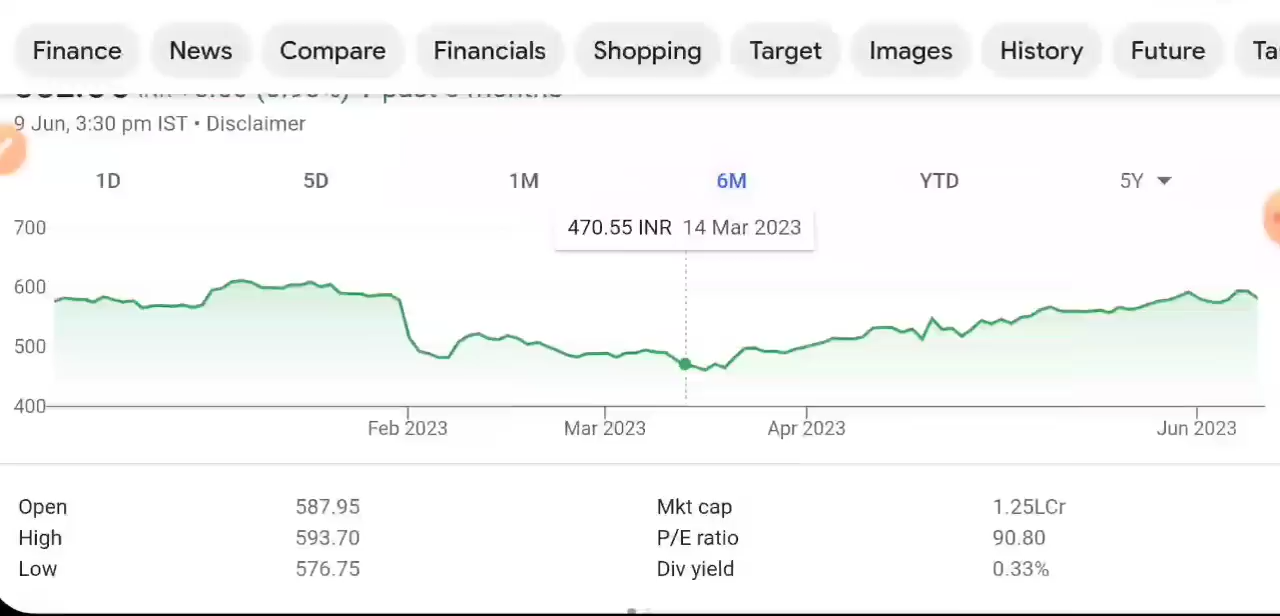 Finance News Compare Financials Shopping Target Images History Future
9 Jun, 3:30 pm IST • Disclaimer
1D 5D 1M 6M YTD 5Y
470.55 INR 14 Mar 2023
700
600
500
400
Feb 2023 Mar 2023 Apr 2023 Jun 2023
Open 587.95 Mkt cap 1.25LCr
High 593.70 P/E ratio 90.80
Low 576.75 Div yield 0.33%